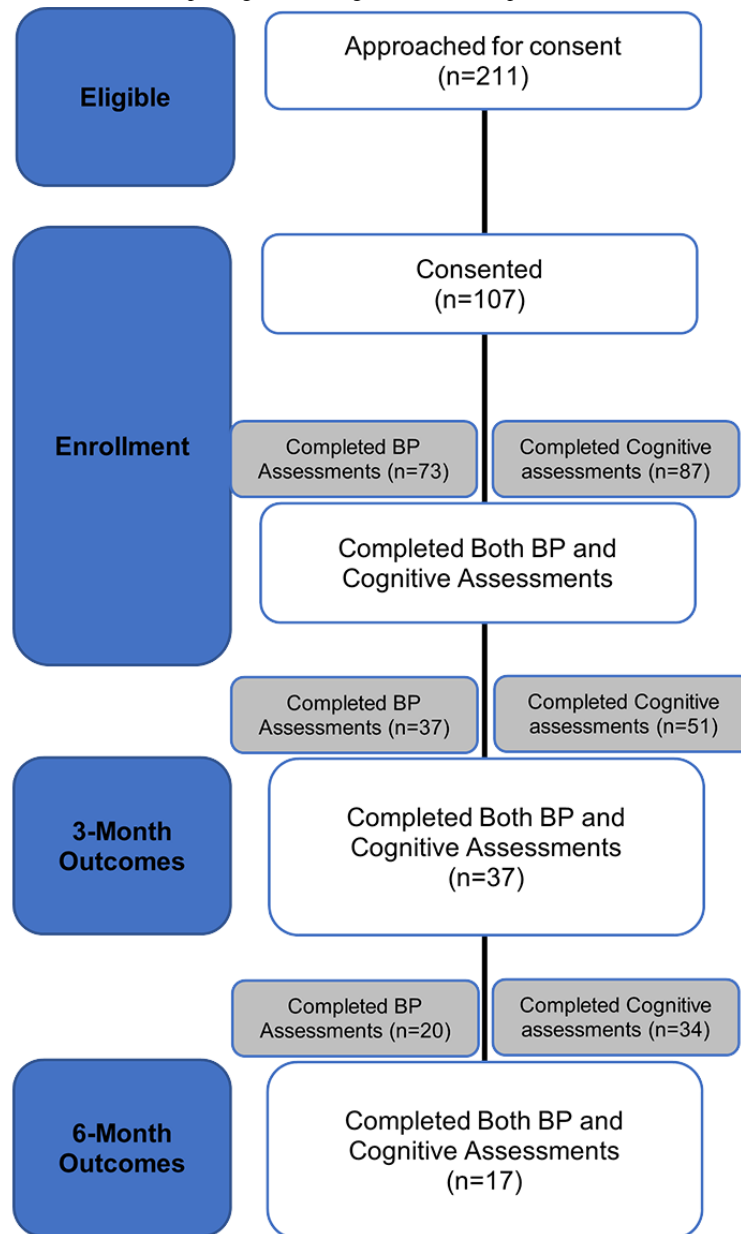 Eligible
Approached for consent
(n=211)
Enrollment
Consented
(n=107)
Completed BP
Assessments (n=73)
Completed Cognitive
assessments (n=87)
Completed Both BP and
Cognitive Assessments
Completed BP
Assessments (n=37)
Completed Cognitive
assessments (n=51)
3-Month
Outcomes
Completed Both BP and
Cognitive Assessments
(n=37)
Completed BP
Assessments (n=20)
Completed Cognitive
assessments (n=34)
6-Month
Outcomes
Completed Both BP and
Cognitive Assessments
(n=17)